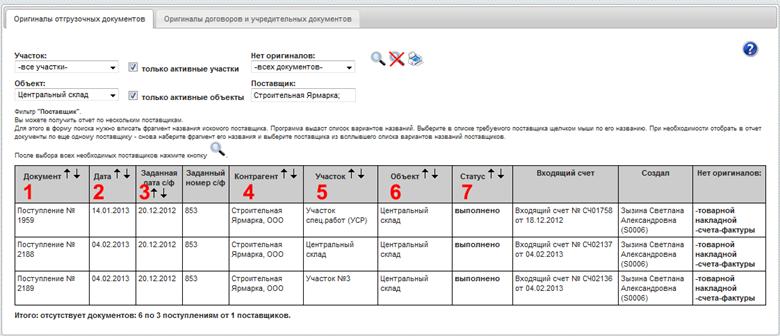 Оригиналы отгрузочных документов
Оригиналы договоров и учредительных документов
Участок:
Нет оригиналов:
-все участки-
только активные участки
-всех документов-
Объект:
Поставщик:
Центральный склад
только активные объекты
Строительная Ярмарка;
Фильтр "Поставщик".
Вы можете получить отчет по нескольким поставщикам.
Для этого в форму поиска нужно вписать фрагмент названия искомого поставщика. Программа выдаст список вариантов названий. Выберите в списке требуемого поставщика щелчком мыши по его названию. При необходимости отобрать в отчет
документы по еще одному поставщику - снова наберите фрагмент его названия и выберите поставщика из всплывшего списка вариантов названий поставщиков.
После выбора всех необходимых поставщиков нажмите кнопку .
Документ Дата Заданная дата с/ф Заданный номер с/ф Контрагент Участок Объект Статус Входящий счет Создал Нет оригиналов:
1 2 3 4 5 6 7
Поступление № 1959 14.01.2013 20.12.2012 853 Строительная Ярмарка, ООО Участок спец.работ (УСР) Центральный склад выполнено Входящий счет № СЧ01758 от 18.12.2012 Зызина Светлана Александровна (S0006) -товарной накладной -счета-фактуры
Поступление № 2188 04.02.2013 20.12.2012 853 Строительная Ярмарка, ООО Центральный склад Центральный склад выполнено Входящий счет № СЧ02137 от 04.02.2013 Зызина Светлана Александровна (S0006) -товарной накладной -счета-фактуры
Поступление № 2189 04.02.2013 20.12.2012 853 Строительная Ярмарка, ООО Участок №3 Центральный склад выполнено Входящий счет № СЧ02136 от 04.02.2013 Зызина Светлана Александровна (S0006) -товарной накладной -счета-фактуры
Итого: отсутствует документов: 6 по 3 поступлениям от 1 поставщиков.